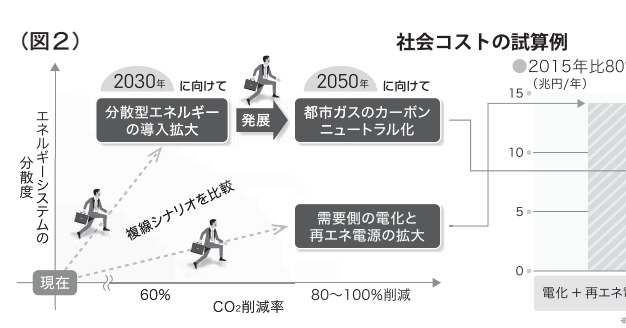 （図２）
社会コストの試算例
2030年 に向けて
2050年 に向けて
分散型エネルギー
の導入拡大
発展
都市ガスのカーボン
ニュートラル化
エネルギーシステムの
分散度
複線シナリオを比較
需要側の電化と
再エネ電源の拡大
現在
60%
80〜100%削減
CO₂削減率
●2015年比80
（兆円/年）
15
10
5
0
電化＋再エネ